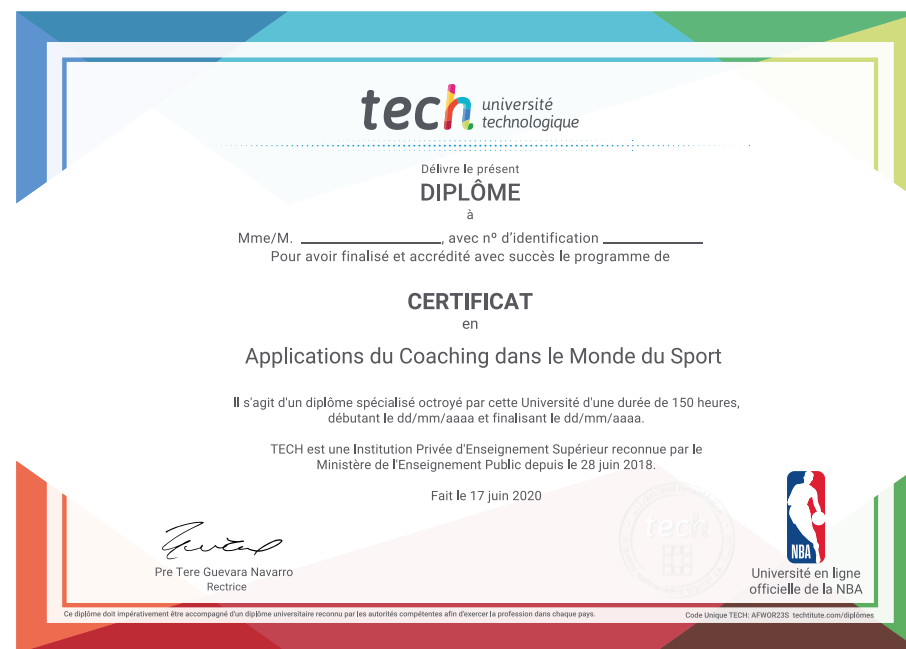 tech université
technologique
Délivre le présent
DIPLÔME
à
Mme/M. ____________________, avec nº d'identification ______________
Pour avoir finalisé et accrédité avec succès le programme de
CERTIFICAT
en
Applications du Coaching dans le Monde du Sport
Il s'agit d'un diplôme spécialisé octroyé par cette Université d'une durée de 150 heures,
débutant le dd/mm/aaaa et finalisant le dd/mm/aaaa.
TECH est une Institution Privée d'Enseignement Supérieur reconnue par le
Ministère de l'Enseignement Public depuis le 28 juin 2018.
Fait le 17 juin 2020
tech
NBA
Pre Tere Guevara Navarro
Rectrice
Université en ligne
officielle de la NBA
Ce diplôme doit impérativement être accompagné d'un diplôme universitaire reconnu par les autorités compétentes afin d'exercer la profession dans chaque pays.
Code Unique TECH: AFWOR23S techtitute.com/diplômes